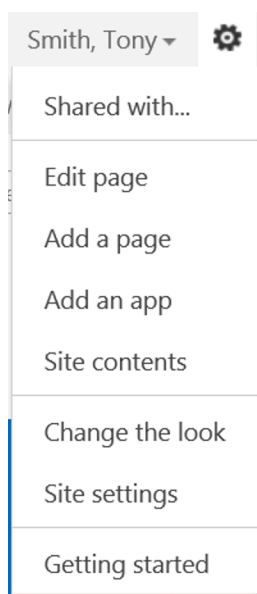 Smith, Tony
Shared with...
Edit page
Add a page
Add an app
Site contents
Change the look
Site settings
Getting started